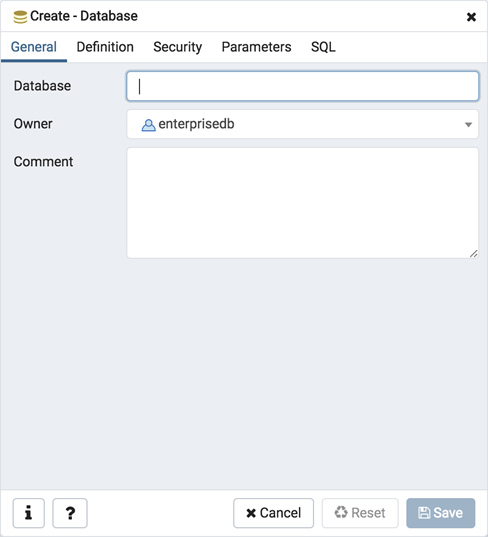 Create - Database
General Definition Security Parameters SQL
Database
Owner enterprisedb
Comment
i ? Cancel Reset Save